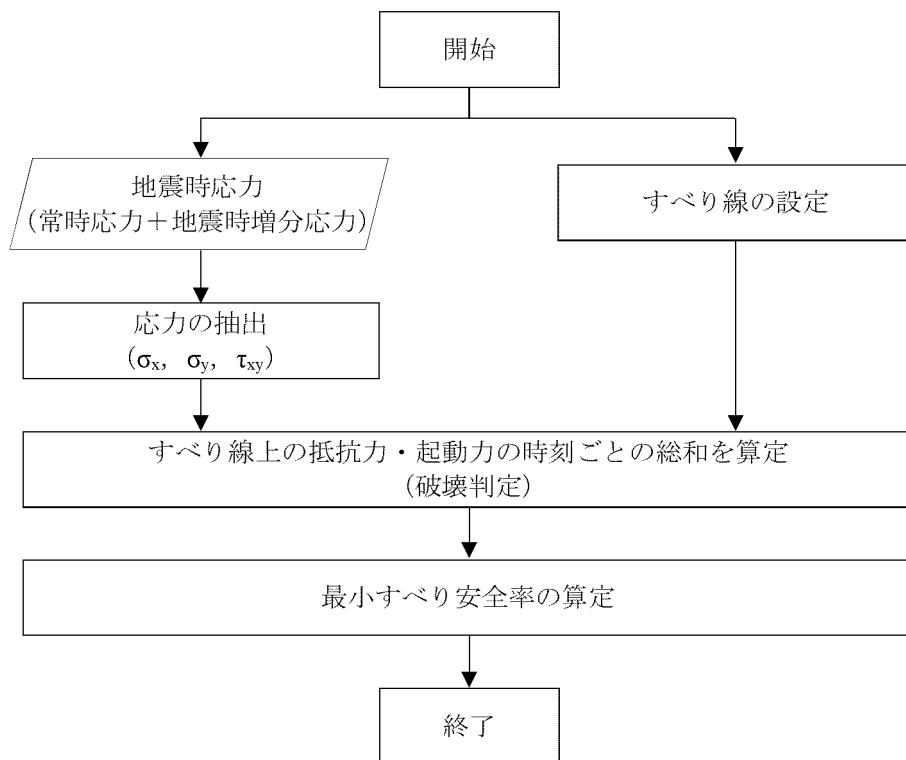 開始
地震時応力
(常時応力+地震時増分応力)
すべり線の設定
応力の抽出
(σx, σy, τxy)
すべり線上の抵抗力・起動力の時刻ごとの総和を算定
(破壊判定)
最小すべり安全率の算定
終了